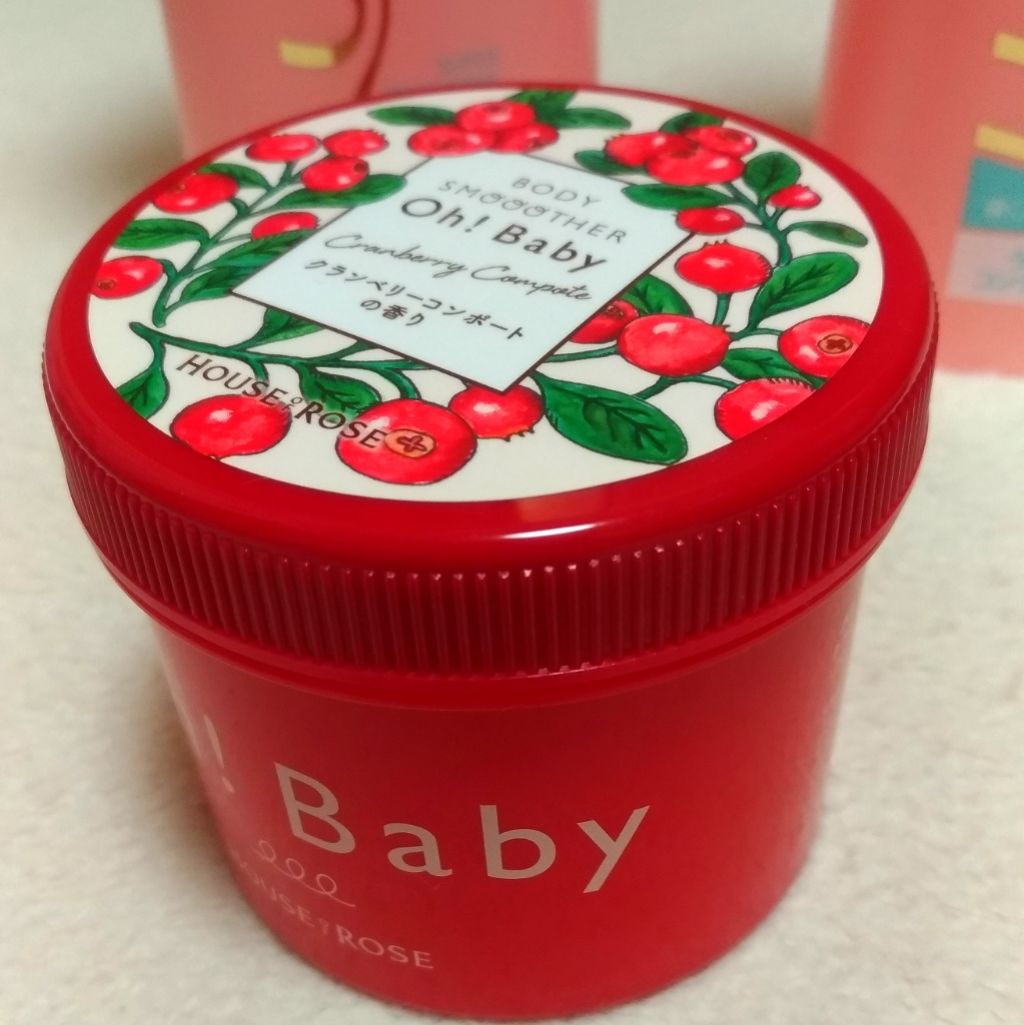 BODY
SMOOOTHER
Oh! Baby
Cranberry Compote
クランベリーコンポート
の香り
HOUSE OF ROSE
! Baby
HOUSE OF ROSE